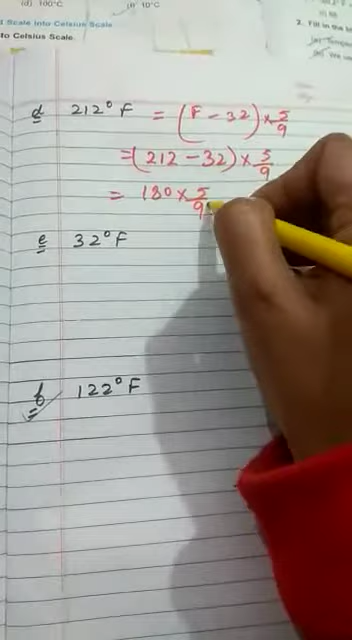 (d) 100°C
10°C
Scale into Celsius Scale
to Celsius Scale.
2. Fill in the
d 212°F = (F - 32) × 5/9
= (212 - 32) × 5/9
= 180 × 5/9
e 32°F
f 122°F